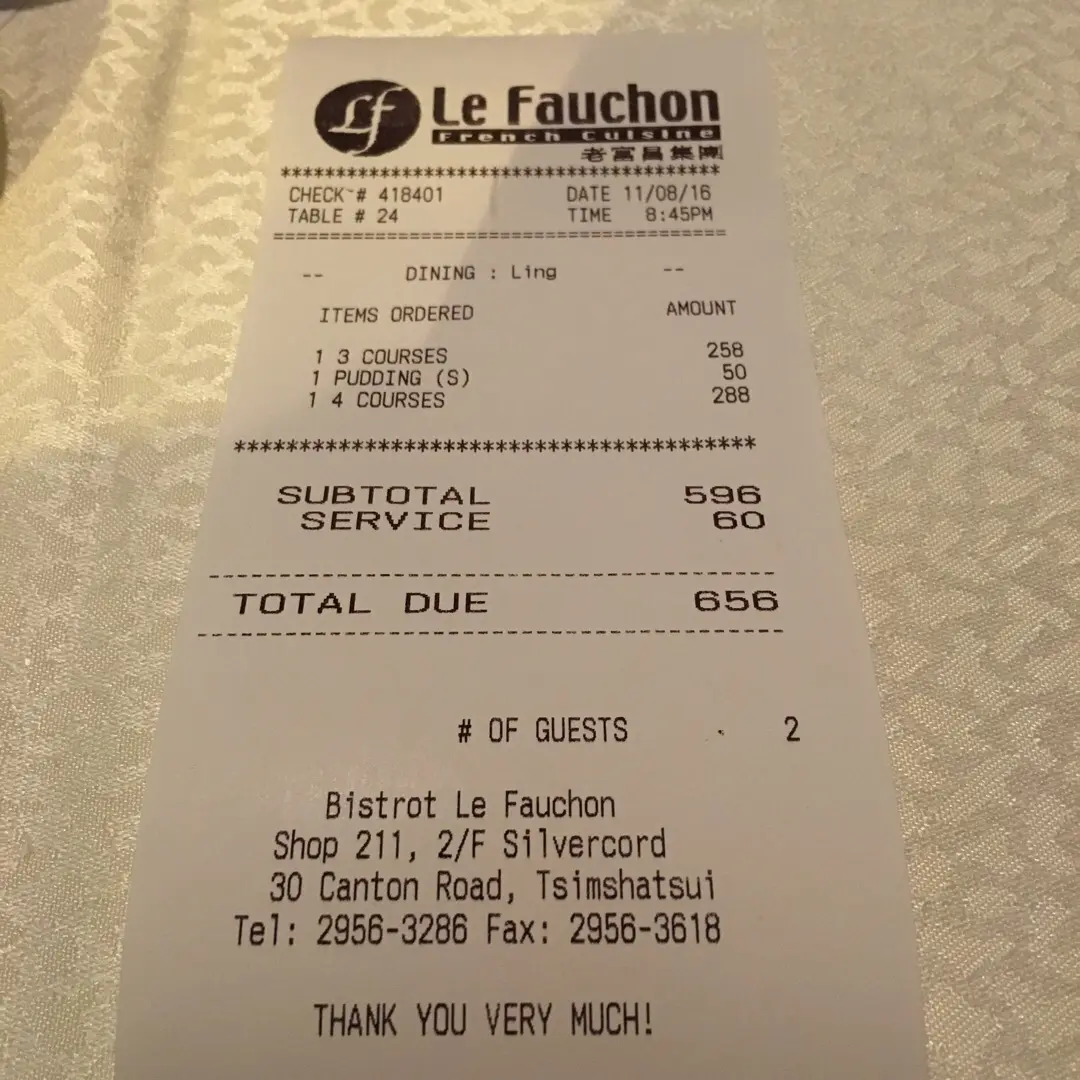 Lf Le Fauchon
French Cuisine
老富昌集團
****************************************
CHECK # 418401 DATE 11/08/16
TABLE # 24 TIME 8:45PM
========================================
-- DINING : Ling --
ITEMS ORDERED AMOUNT
1 3 COURSES 258
1 PUDDING (S) 50
1 4 COURSES 288
****************************************
SUBTOTAL 596
SERVICE 60
----------------------------------------
TOTAL DUE 656
----------------------------------------
# OF GUESTS 2
Bistrot Le Fauchon
Shop 211, 2/F Silvercord
30 Canton Road, Tsimshatsui
Tel: 2956-3286 Fax: 2956-3618
THANK YOU VERY MUCH!